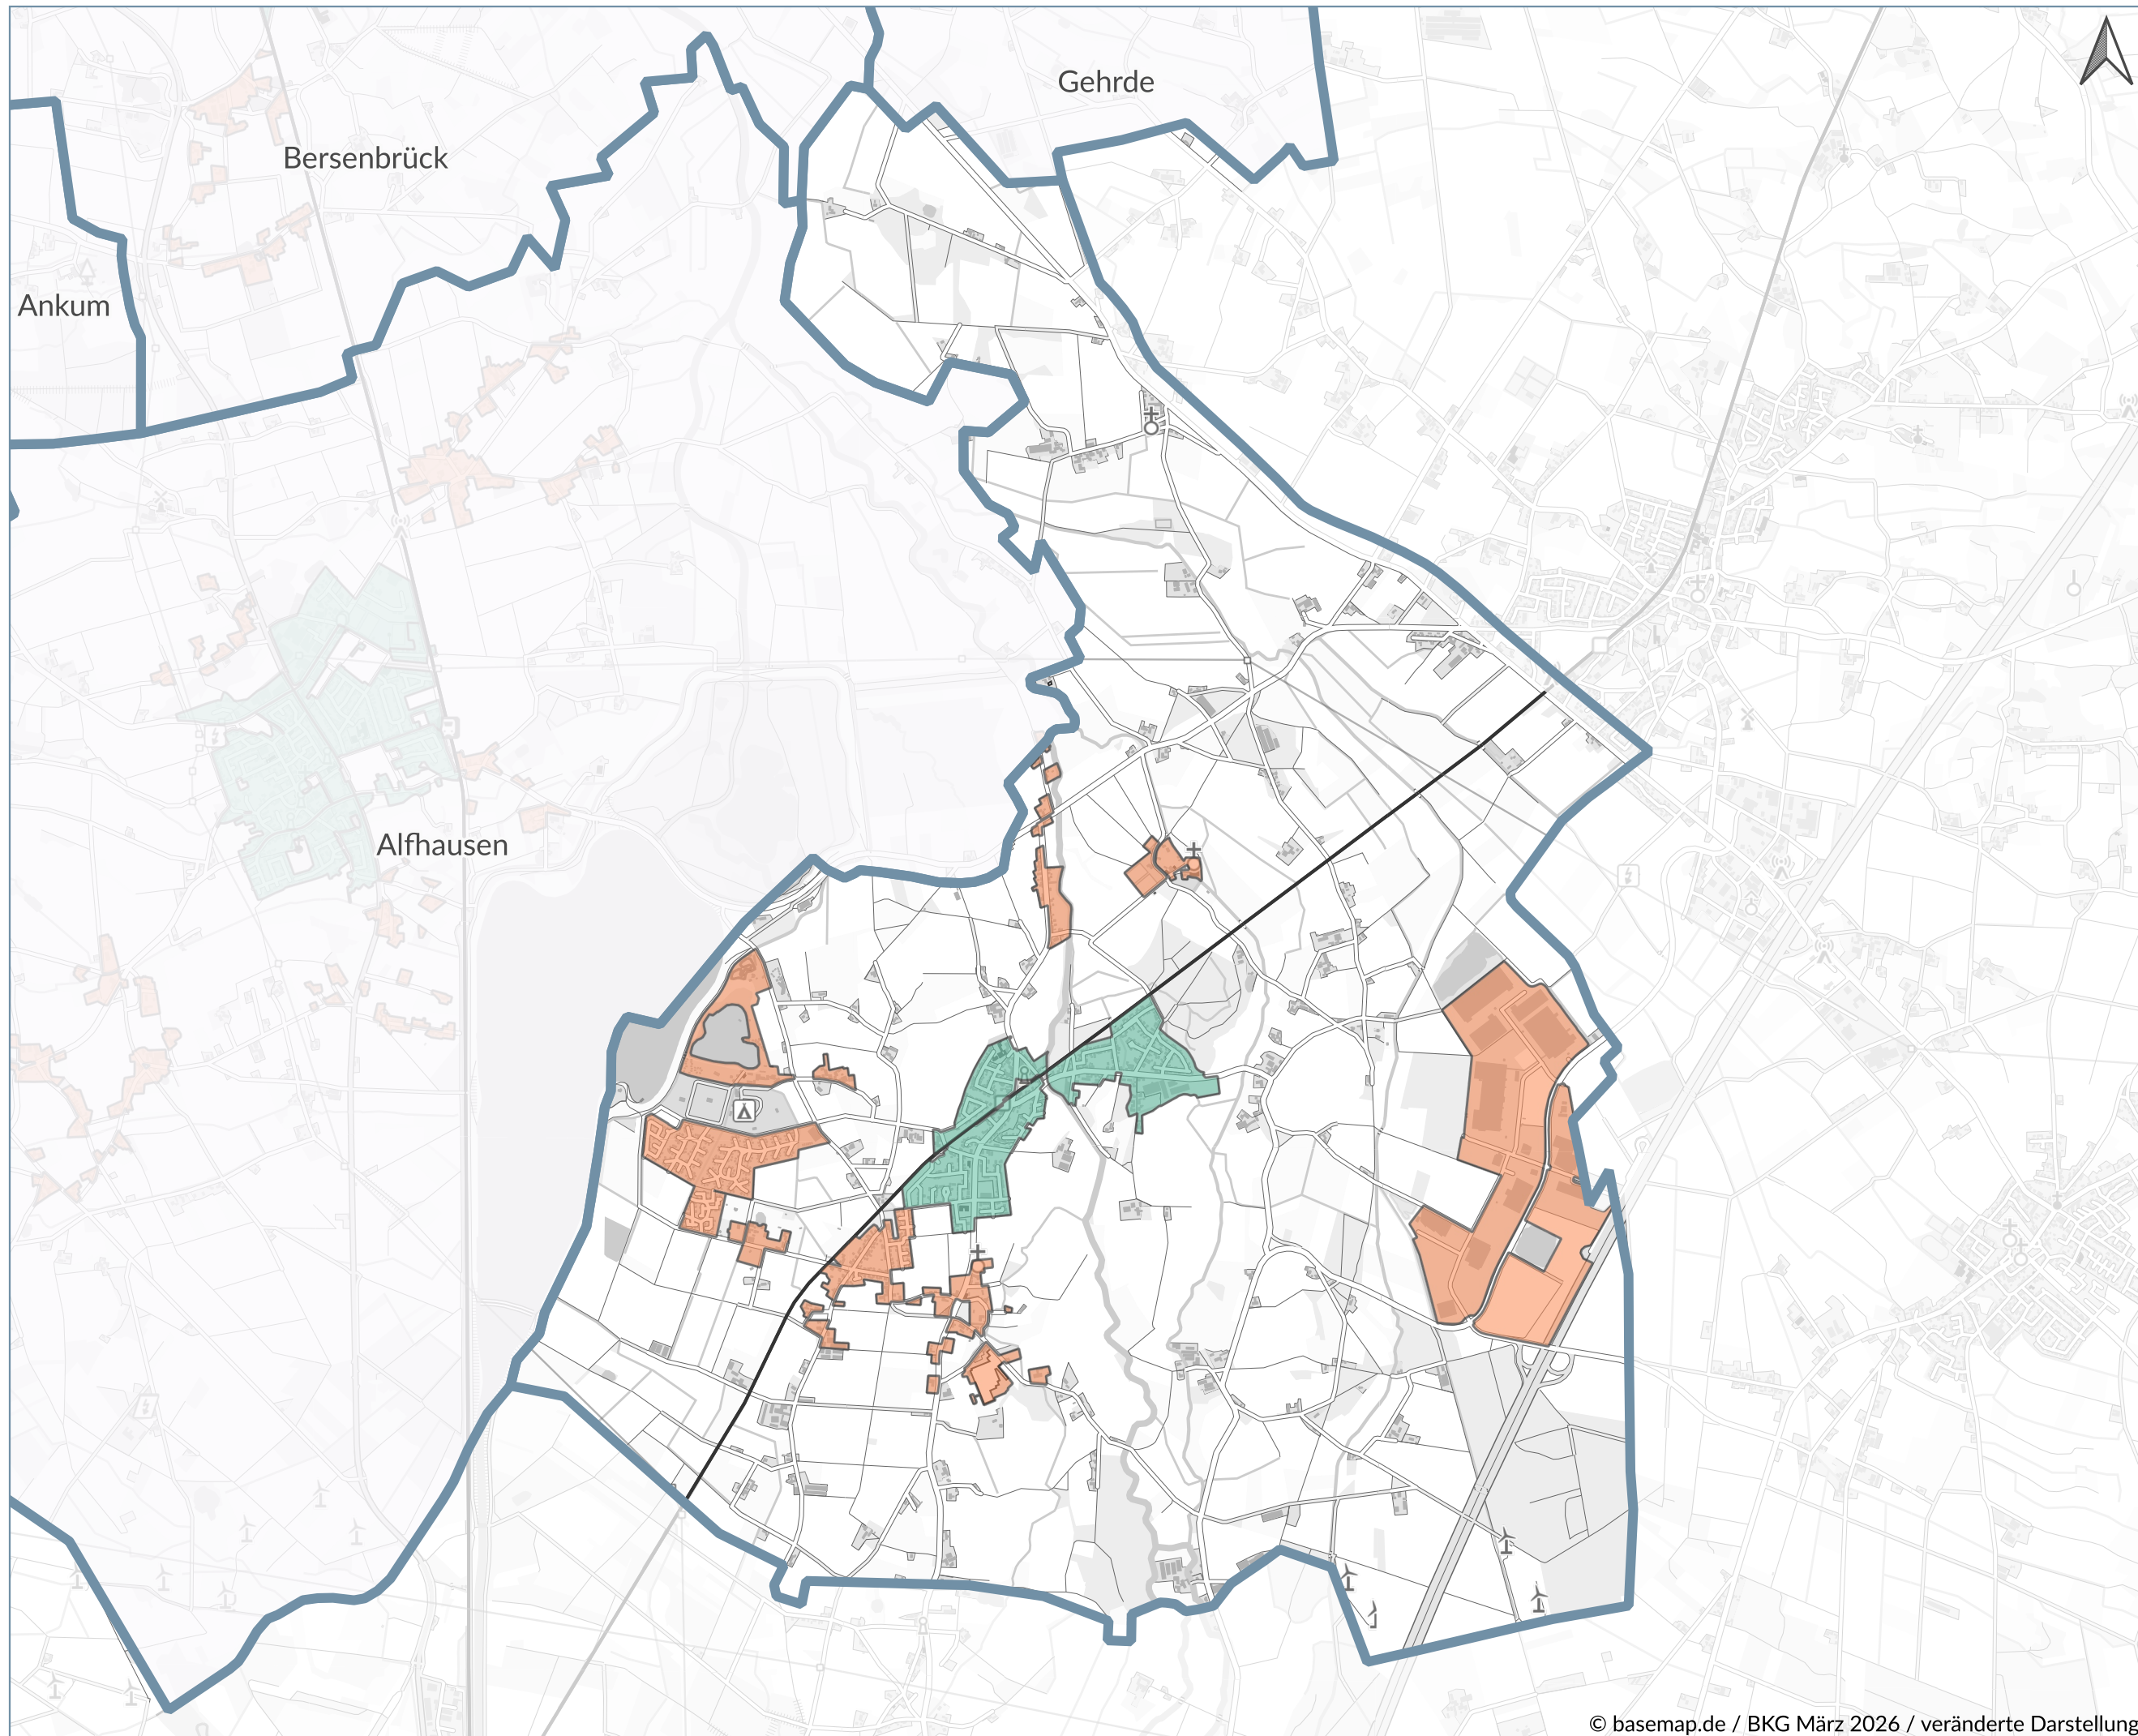 Gehrde
Bersenbrück
Ankum
Alfhausen
© basemap.de / BKG März 2026 / veränderte Darstellung